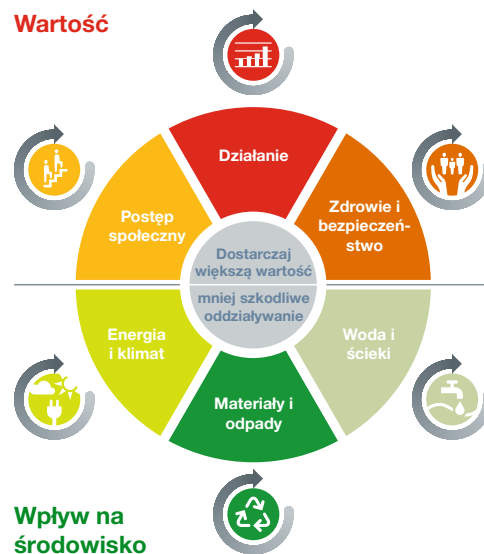 Wartość
Działanie
Postęp
społeczny
Zdrowie i
bezpieczeń-
stwo
Dostarczaj
większą wartość
mniej szkodliwe
oddziaływanie
Energia
i klimat
Woda i
ścieki
Materiały i
odpady
Wpływ na
środowisko